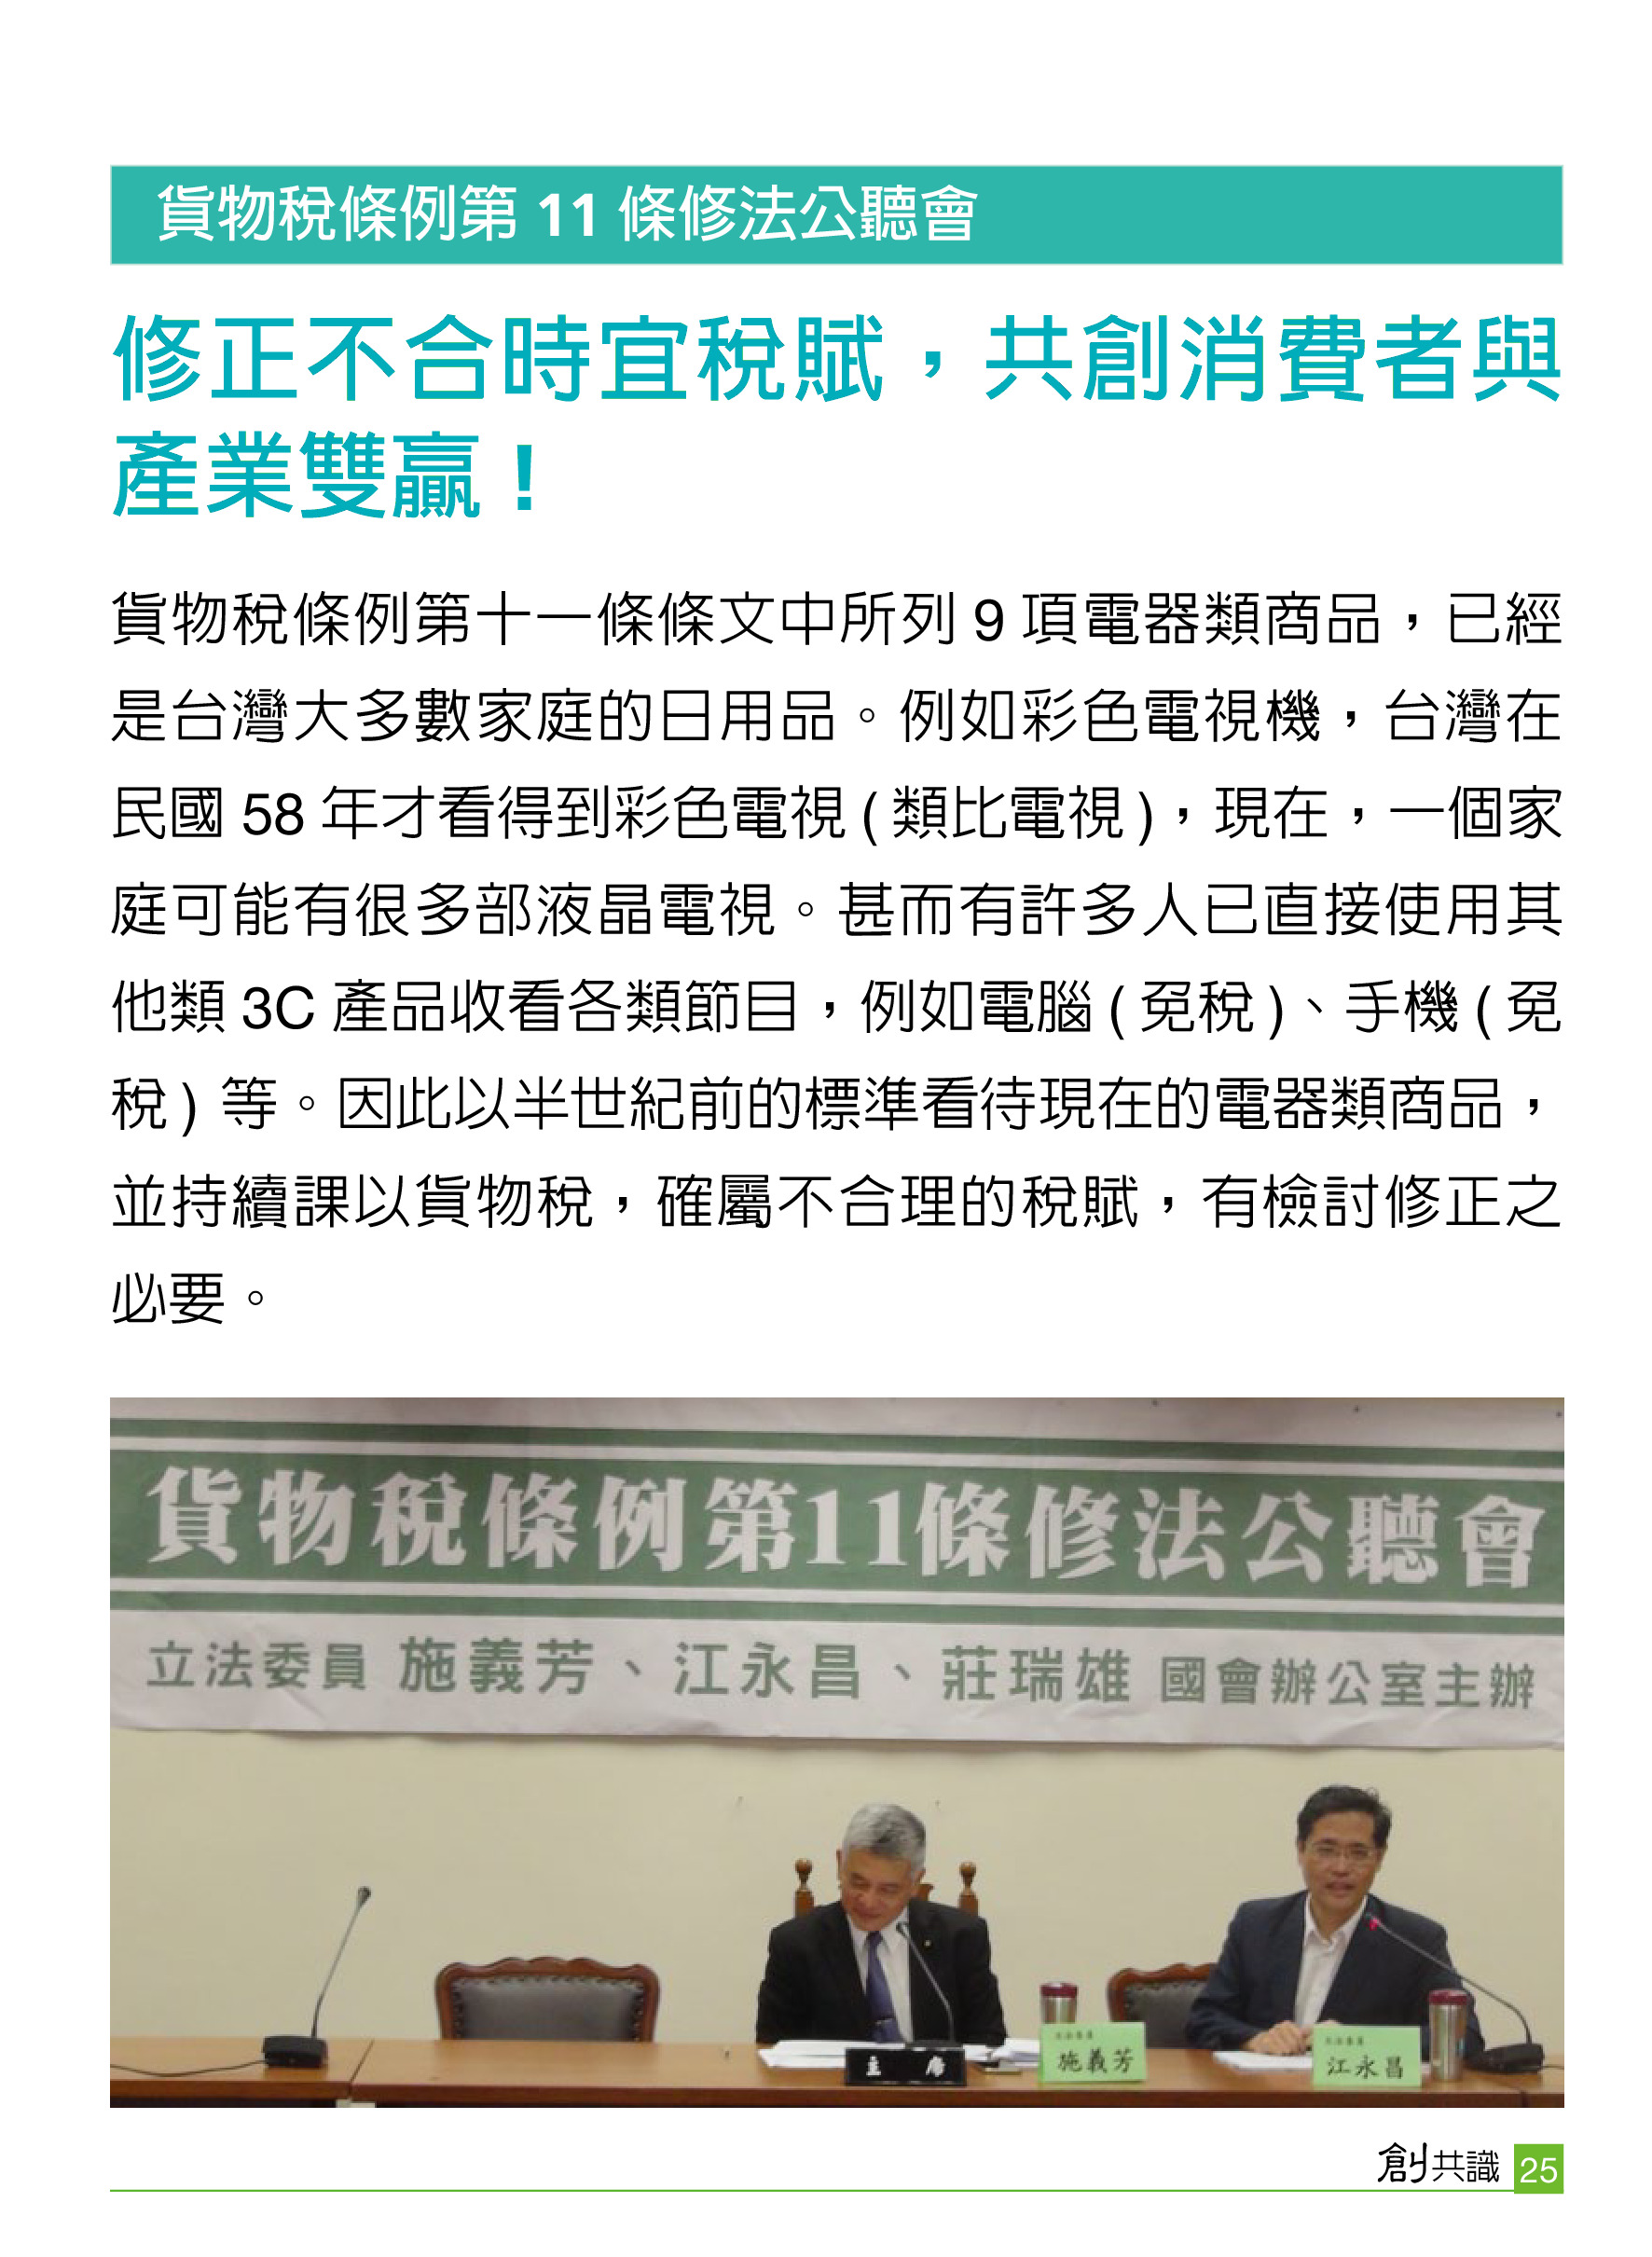 貨物稅條例第 11 條修法公聽會
修正不合時宜稅賦，共創消費者與
產業雙贏！
貨物稅條例第十一條條文中所列 9 項電器類商品，已經
是台灣大多數家庭的日用品。例如彩色電視機，台灣在
民國 58 年才看得到彩色電視 ( 類比電視 )，現在，一個家
庭可能有很多部液晶電視。甚而有許多人已直接使用其
他類 3C 產品收看各類節目，例如電腦 ( 免稅 )、手機 ( 免
稅 ) 等。因此以半世紀前的標準看待現在的電器類商品，
並持續課以貨物稅，確屬不合理的稅賦，有檢討修正之
必要。
貨物稅條例第11條修法公聽會
立法委員 施義芳、江永昌、莊瑞雄 國會辦公室主辦
主 席
立法委員
施義芳
立法委員
江永昌
創共識 25